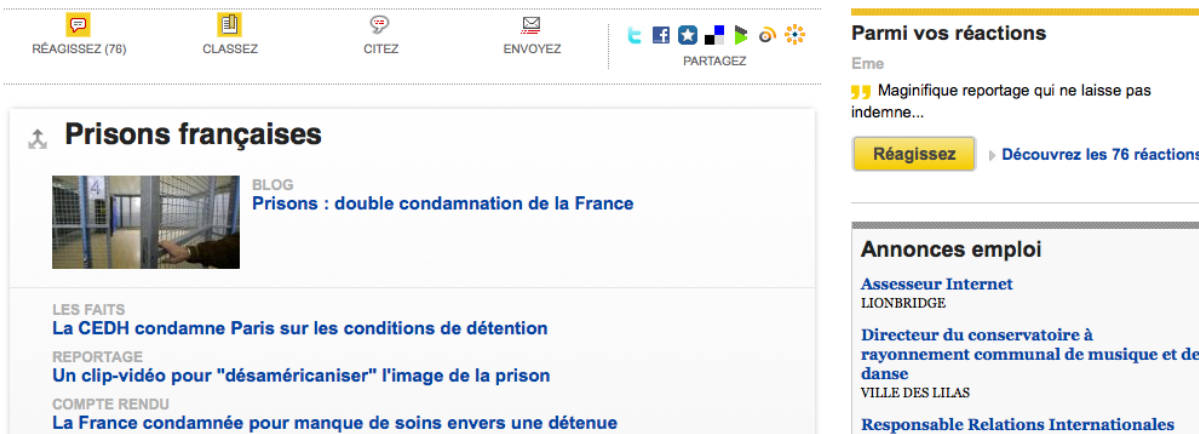 RÉAGISSEZ (76)
CLASSEZ
CITEZ
ENVOYEZ
PARTAGEZ
Prisons françaises
4
BLOG
Prisons : double condamnation de la France
LES FAITS
La CEDH condamne Paris sur les conditions de détention
REPORTAGE
Un clip-vidéo pour "désaméricaniser" l'image de la prison
COMPTE RENDU
La France condamnée pour manque de soins envers une détenue
Parmi vos réactions
Eme
Maginifique reportage qui ne laisse pas
indemne...
Réagissez
Découvrez les 76 réactions
Annonces emploi
Assesseur Internet
LIONBRIDGE
Directeur du conservatoire à
rayonnement communal de musique et de
danse
VILLE DES LILAS
Responsable Relations Internationales